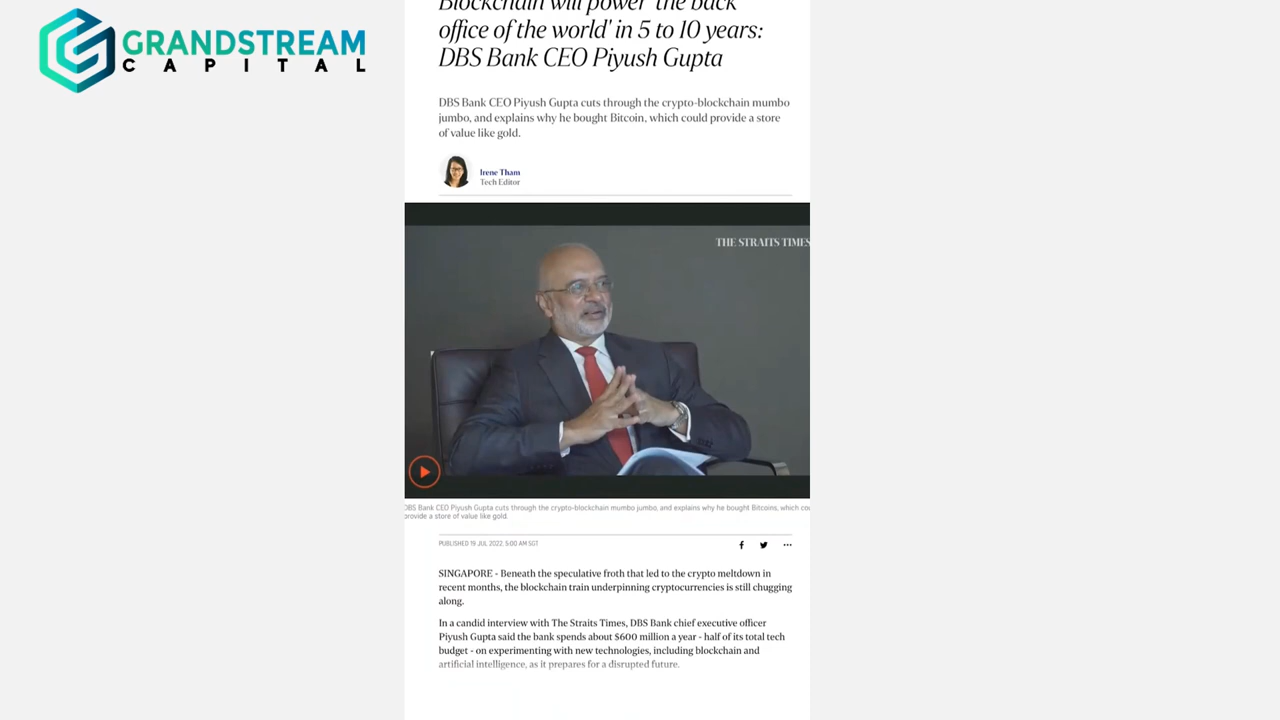 GRANDSTREAM
CAPITAL
Blockchain will power 'the back
office of the world' in 5 to 10 years:
DBS Bank CEO Piyush Gupta
DBS Bank CEO Piyush Gupta cuts through the crypto-blockchain mumbo
jumbo, and explains why he bought Bitcoin, which could provide a store
of value like gold.
Irene Tham
Tech Editor
THE STRAITS TIMES
DBS Bank CEO Piyush Gupta cuts through the crypto-blockchain mumbo jumbo, and explains why he bought Bitcoins, which
provide a store of value like gold.
PUBLISHED 19 JUL 2022, 5:00 AM SGT
SINGAPORE - Beneath the speculative froth that led to the crypto meltdown in
recent months, the blockchain train underpinning cryptocurrencies is still chugging
along.
In a candid interview with The Straits Times, DBS Bank chief executive officer
Piyush Gupta said the bank spends about $600 million a year - half of its total tech
budget - on experimenting with new technologies, including blockchain and
artificial intelligence, as it prepares for a disrupted future.